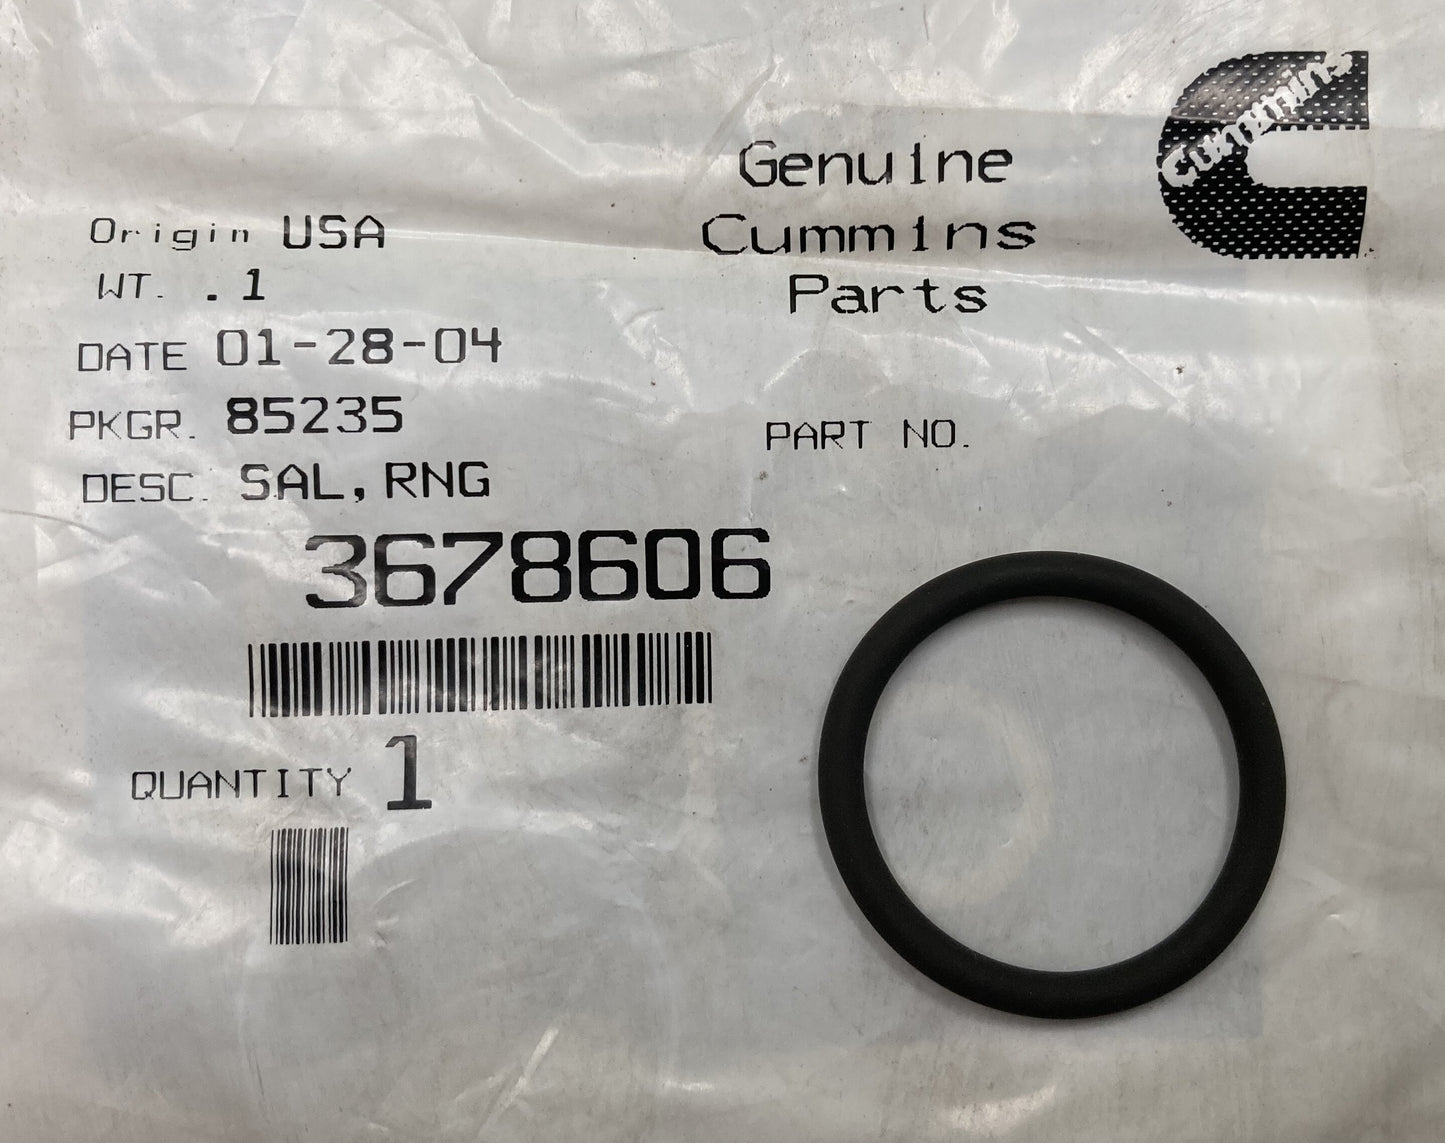 Cummins
Genuine
Cummins
Parts
Origin USA
WT. .1
DATE 01-28-04
PKGR. 85235
PART NO.
DESC. SAL, RNG
3678606
QUANTITY 1